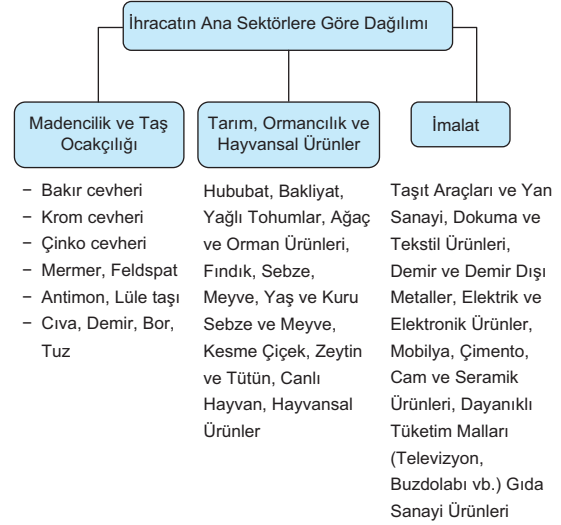 İhracatın Ana Sektörlere Göre Dağılımı
Madencilik ve Taş
Ocakçılığı
− Bakır cevheri
− Krom cevheri
− Çinko cevheri
− Mermer, Feldspat
− Antimon, Lüle taşı
− Cıva, Demir, Bor,
Tuz
Tarım, Ormancılık ve
Hayvansal Ürünler
Hububat, Bakliyat,
Yağlı Tohumlar, Ağaç
ve Orman Ürünleri,
Fındık, Sebze,
Meyve, Yaş ve Kuru
Sebze ve Meyve,
Kesme Çiçek, Zeytin
ve Tütün, Canlı
Hayvan, Hayvansal
Ürünler
İmalat
Taşıt Araçları ve Yan
Sanayi, Dokuma ve
Tekstil Ürünleri,
Demir ve Demir Dışı
Metaller, Elektrik ve
Elektronik Ürünler,
Mobilya, Çimento,
Cam ve Seramik
Ürünleri, Dayanıklı
Tüketim Malları
(Televizyon,
Buzdolabı vb.) Gıda
Sanayi Ürünleri